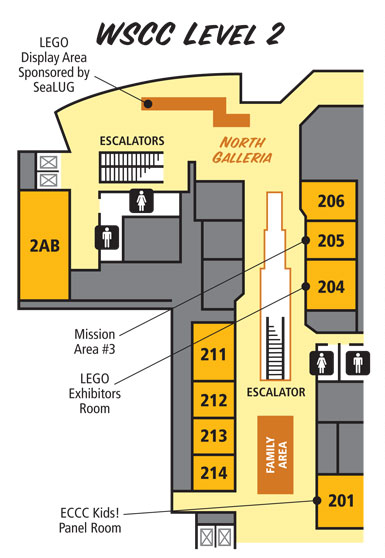 WSCC LEVEL 2
LEGO
Display Area
Sponsored by
SeaLUG
ESCALATORS
NORTH
GALLERIA
206
2AB
205
204
Mission
Area #3
211
LEGO
Exhibitors
Room
212
ESCALATOR
213
FAMILY
AREA
214
ECCC Kids!
Panel Room
201